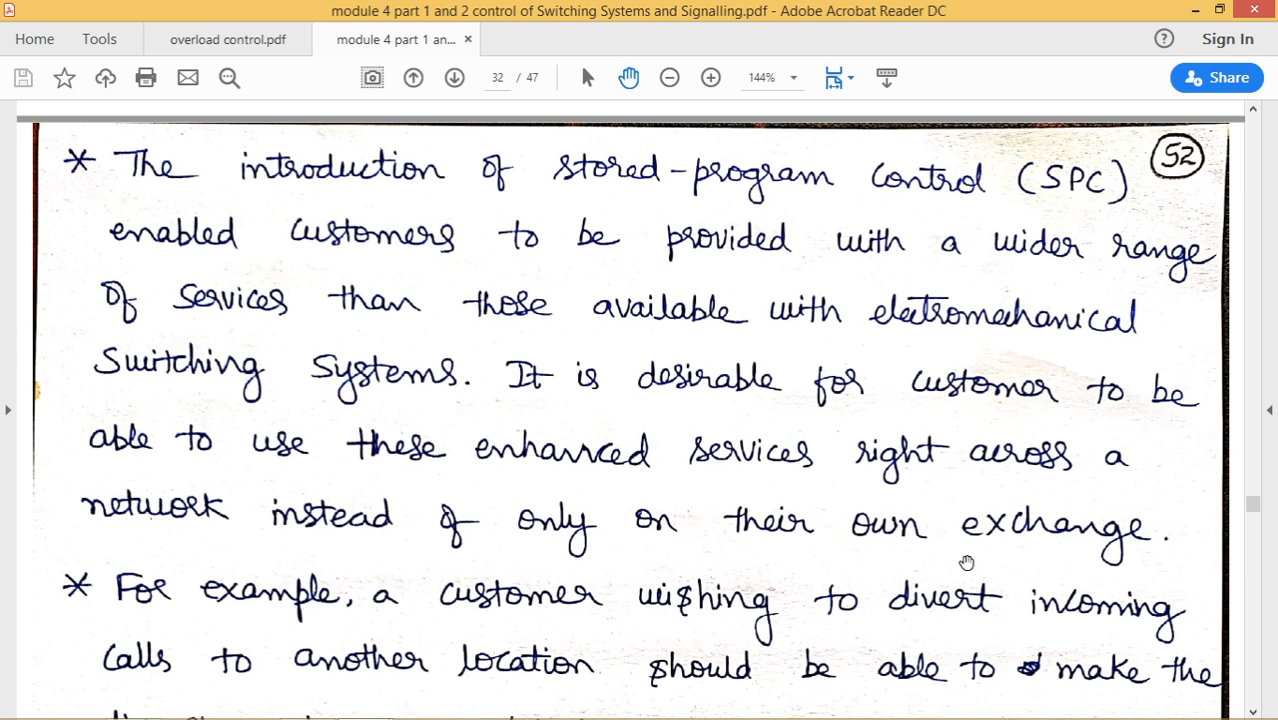 module 4 part 1 and 2 control of Switching Systems and Signalling.pdf - Adobe Acrobat Reader DC
Home Tools overload control.pdf module 4 part 1 an... × ? Sign In
32 / 47 144% Share
52
* The introduction of stored-program control (SPC)
enabled customers to be provided with a wider range
of services than those available with eletromechanical
Switching Systems. It is desirable for customer to be
able to use these enhanced services right across a
network instead of only on their own exchange.
* For example, a customer wishing to divert incoming
calls to another location should be able to make the